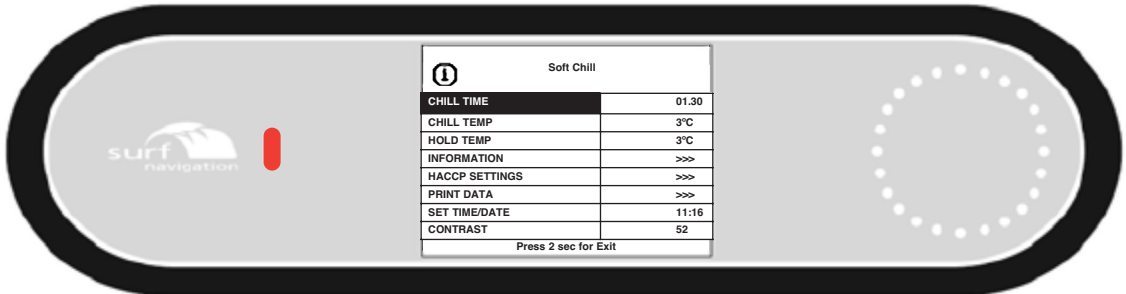 surf
navigation
Soft Chill
CHILL TIME 01.30
CHILL TEMP 3°C
HOLD TEMP 3°C
INFORMATION >>>
HACCP SETTINGS >>>
PRINT DATA >>>
SET TIME/DATE 11:16
CONTRAST 52
Press 2 sec for Exit